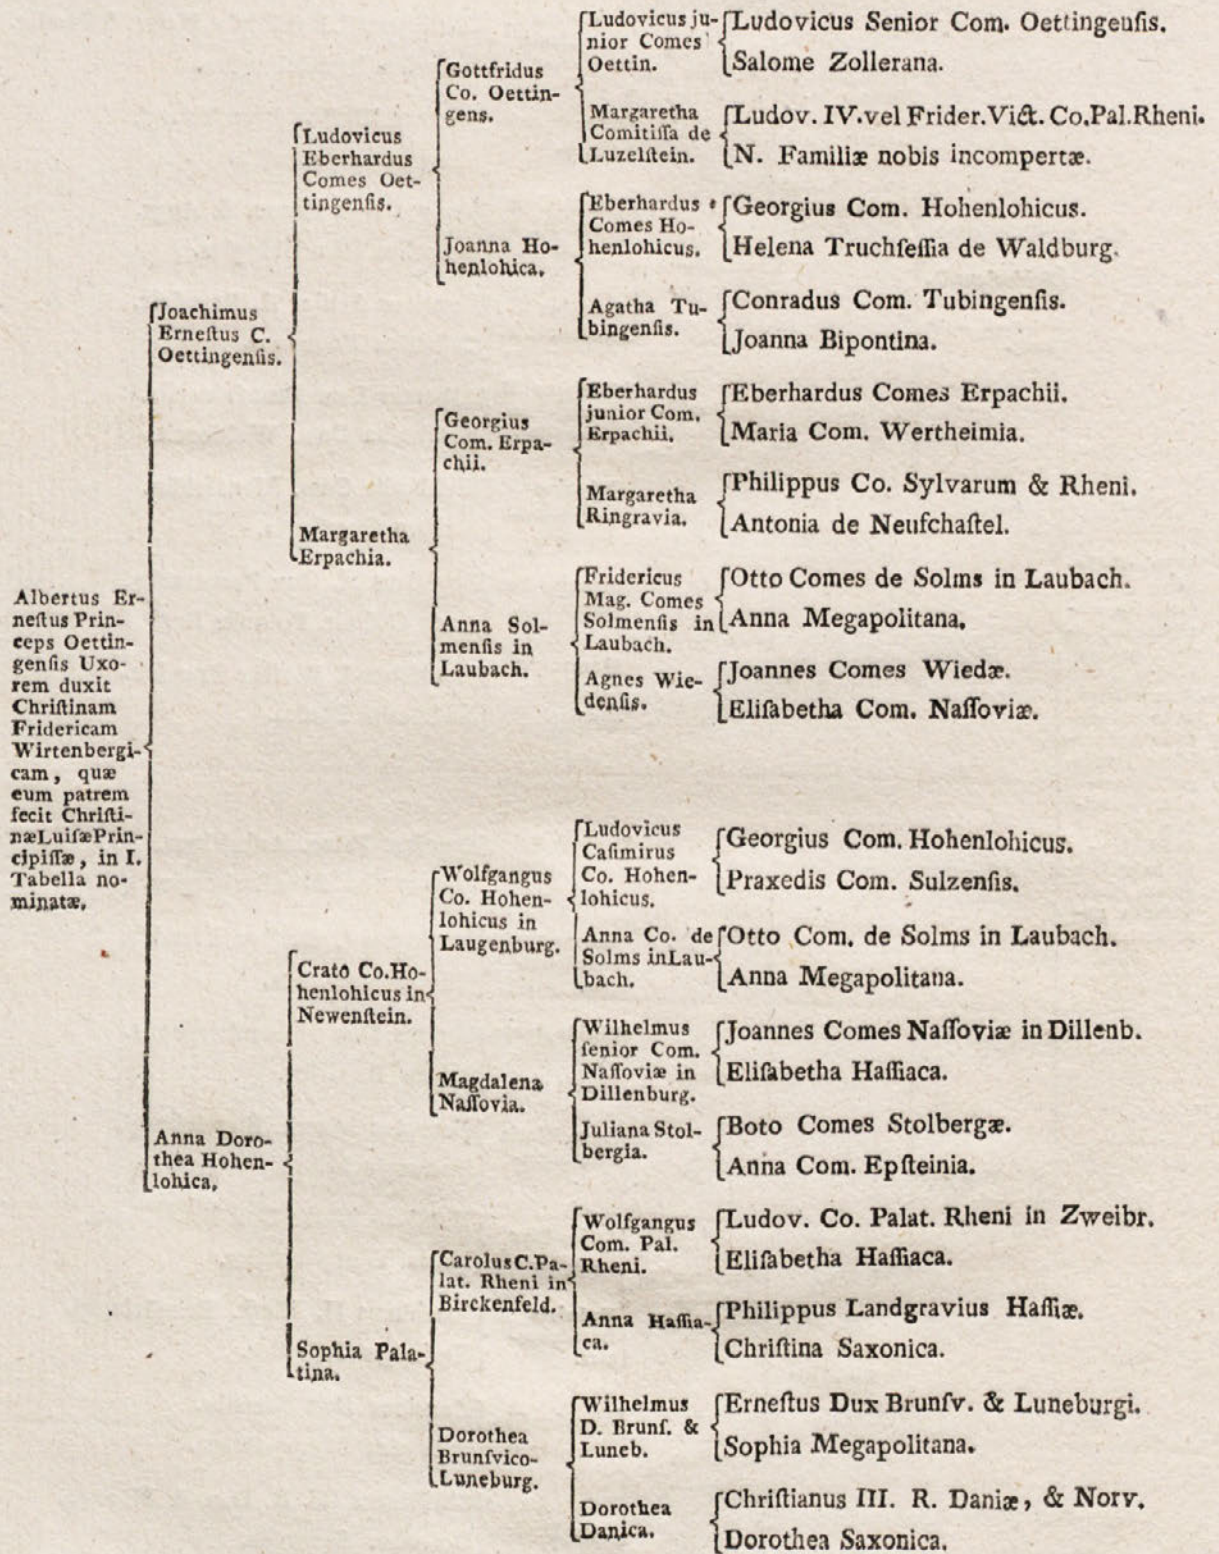 Albertus Er-
neſtus Prin-
ceps Oettin-
genſis Uxo-
rem duxit
Chriſtinam
Fridericam
Wirtenbergi-
cam, quæ
eum patrem
fecit Chriſti-
næLuiſæPrin-
cipiſſæ, in I.
Tabella no-
minatæ.
Joachimus
Erneſtus C.
Oettingenſis.
Anna Doro-
thea Hohen-
lohica,
Ludovicus
Eberhardus
Comes Oet-
tingenſis.
Margaretha
Erpachia.
Crato Co.Ho-
henlohicus in
Newenſtein.
Sophia Pala-
tina.
Gottfridus
Co. Oettin-
gens.
Joanna Ho-
henlohica.
Georgius
Com. Erpa-
chii.
Anna Sol-
menſis in
Laubach.
Wolfgangus
Co. Hohen-
lohicus in
Laugenburg.
Magdalena
Naſſovia.
CarolusC.Pa-
lat. Rheni in
Birckenfeld.
Dorothea
Brunſvico-
Luneburg.
Ludovicus ju-
nior Comes
Oettin.
Margaretha
Comitiſſa de
Luzelſtein.
Eberhardus
Comes Ho-
henlohicus.
Agatha Tu-
bingenſis.
Eberhardus
junior Com.
Erpachii.
Margaretha
Ringravia.
Fridericus
Mag. Comes
Solmenſis in
Laubach.
Agnes Wie-
denſis.
Ludovicus
Caſimirus
Co. Hohen-
lohicus.
Anna Co. de
Solms inLau-
bach.
Wilhelmus
ſenior Com.
Naſſoviæ in
Dillenburg.
Juliana Stol-
bergia.
Wolfgangus
Com. Pal.
Rheni.
Anna Haſſia-
ca.
Wilhelmus
D. Brunſ. &
Luneb.
Dorothea
Danica.
Ludovicus Senior Com. Oettingenſis.
Salome Zollerana.
Ludov. IV.vel Frider.Vict. Co.Pal.Rheni.
N. Familiæ nobis incompertæ.
Georgius Com. Hohenlohicus.
Helena Truchſeſſia de Waldburg.
Conradus Com. Tubingenſis.
Joanna Bipontina.
Eberhardus Comes Erpachii.
Maria Com. Wertheimia.
Philippus Co. Sylvarum & Rheni.
Antonia de Neufchaſtel.
Otto Comes de Solms in Laubach.
Anna Megapolitana.
Joannes Comes Wiedæ.
Eliſabetha Com. Naſſoviæ.
Georgius Com. Hohenlohicus.
Praxedis Com. Sulzenſis.
Otto Com. de Solms in Laubach.
Anna Megapolitana.
Joannes Comes Naſſoviæ in Dillenb.
Eliſabetha Haſſiaca.
Boto Comes Stolbergæ.
Anna Com. Epſteinia.
Ludov. Co. Palat. Rheni in Zweibr.
Eliſabetha Haſſiaca.
Philippus Landgravius Haſſiæ.
Chriſtina Saxonica.
Erneſtus Dux Brunſv. & Luneburgi.
Sophia Megapolitana.
Chriſtianus III. R. Daniæ, & Norv.
Dorothea Saxonica.